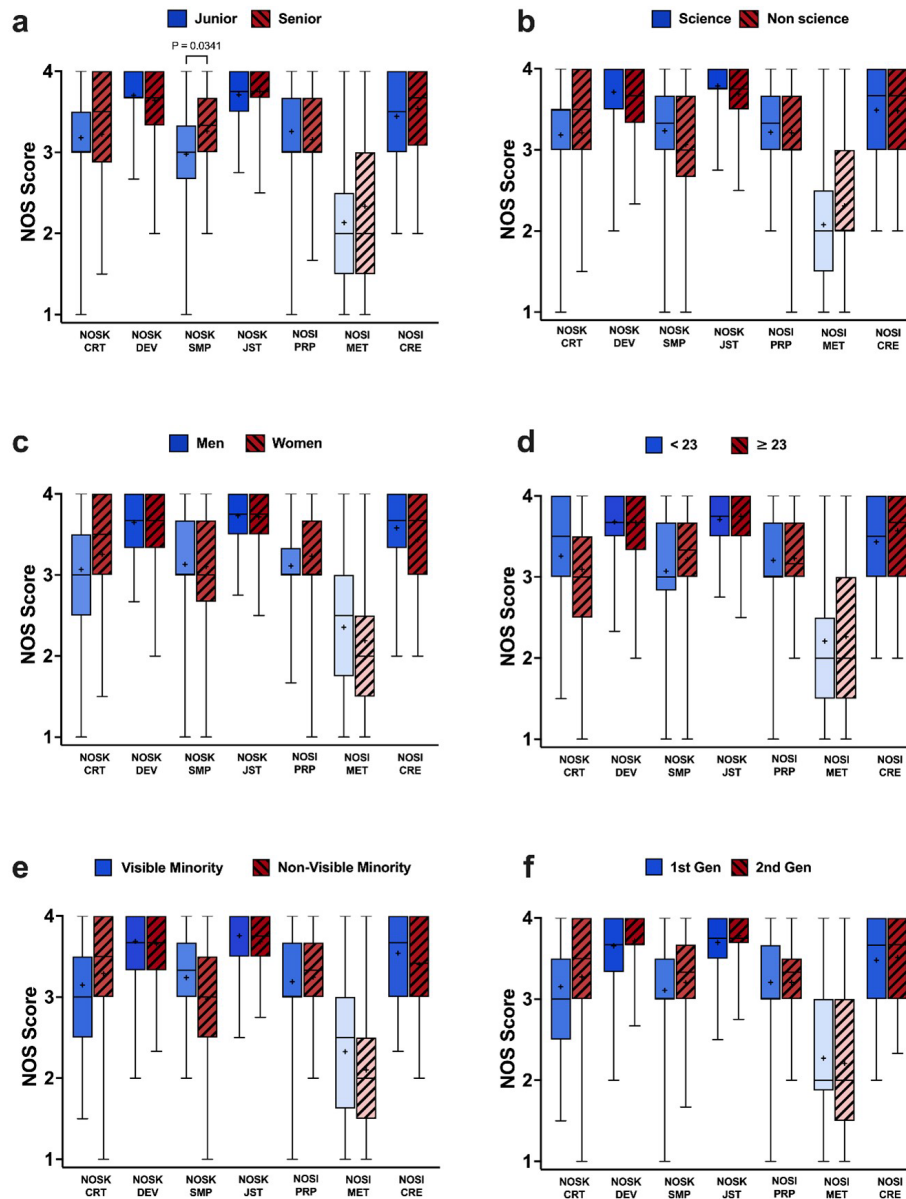 a
Junior Senior
P = 0.0341
NOS Score
4
3
2
1
NOSK NOSK NOSK NOSK NOSI NOSI NOSI
CRT DEV SMP JST PRP MET CRE
b
Science Non science
NOS Score
4
3
2
1
NOSK NOSK NOSK NOSK NOSI NOSI NOSI
CRT DEV SMP JST PRP MET CRE
c
Men Women
NOS Score
4
3
2
1
NOSK NOSK NOSK NOSK NOSI NOSI NOSI
CRT DEV SMP JST PRP MET CRE
d
< 23 ≥ 23
NOS Score
4
3
2
1
NOSK NOSK NOSK NOSK NOSI NOSI NOSI
CRT DEV SMP JST PRP MET CRE
e
Visible Minority Non-Visible Minority
NOS Score
4
3
2
1
NOSK NOSK NOSK NOSK NOSI NOSI NOSI
CRT DEV SMP JST PRP MET CRE
f
1st Gen 2nd Gen
NOS Score
4
3
2
1
NOSK NOSK NOSK NOSK NOSI NOSI NOSI
CRT DEV SMP JST PRP MET CRE